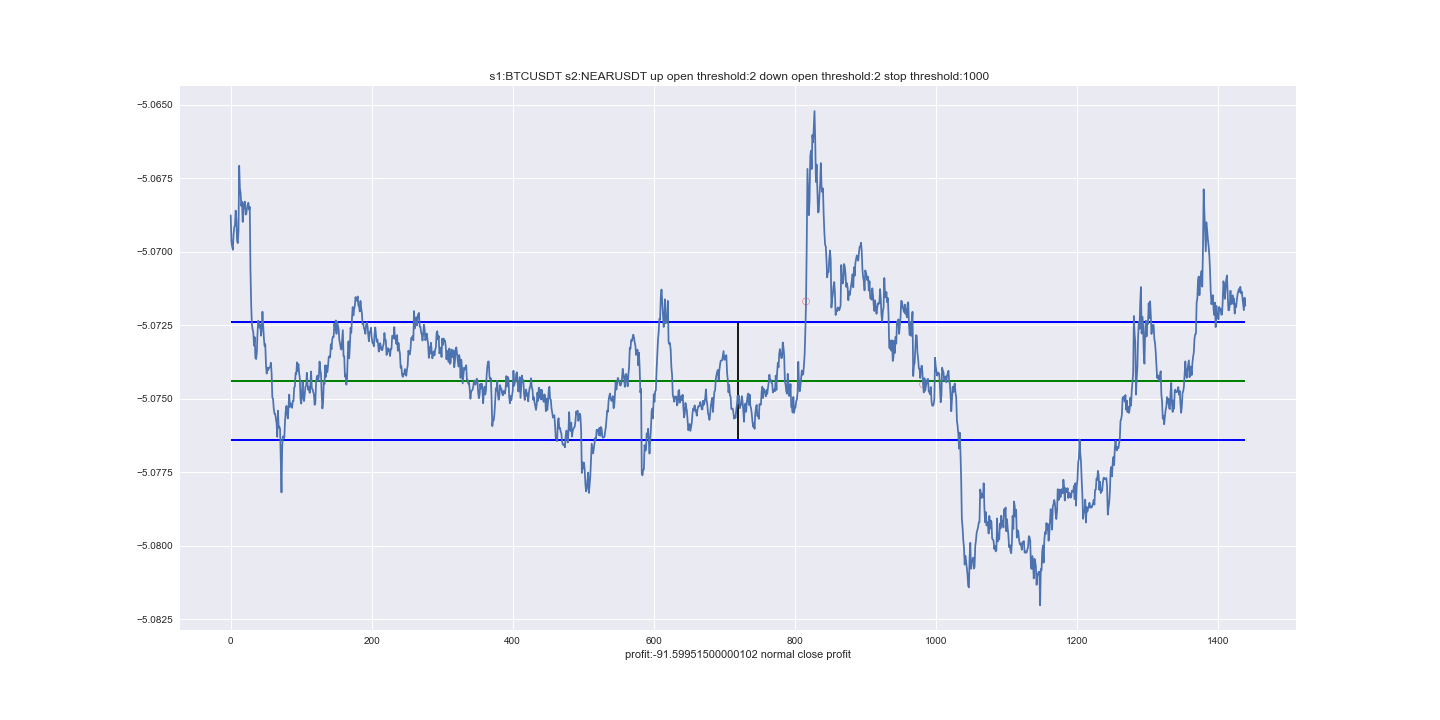 s1:BTCUSDT s2:NEARUSDT up open threshold:2 down open threshold:2 stop threshold:1000
−5.0650
−5.0675
−5.0700
−5.0725
−5.0750
−5.0775
−5.0800
−5.0825
0 200 400 600 800 1000 1200 1400
profit:-91.59951500000102 normal close profit